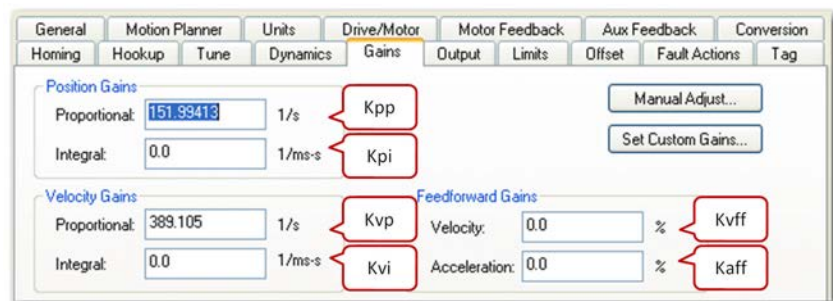 General Motion Planner Units Drive/Motor Motor Feedback Aux Feedback Conversion
Homing Hookup Tune Dynamics Gains Output Limits Offset Fault Actions Tag
Position Gains
Proportional: 151.99413 1/s Kpp
Manual Adjust...
Integral: 0.0 1/ms-s Kpi
Set Custom Gains...
Velocity Gains
Proportional: 389.105 1/s Kvp
Integral: 0.0 1/ms-s Kvi
Feedforward Gains
Velocity: 0.0 % Kvff
Acceleration: 0.0 % Kaff